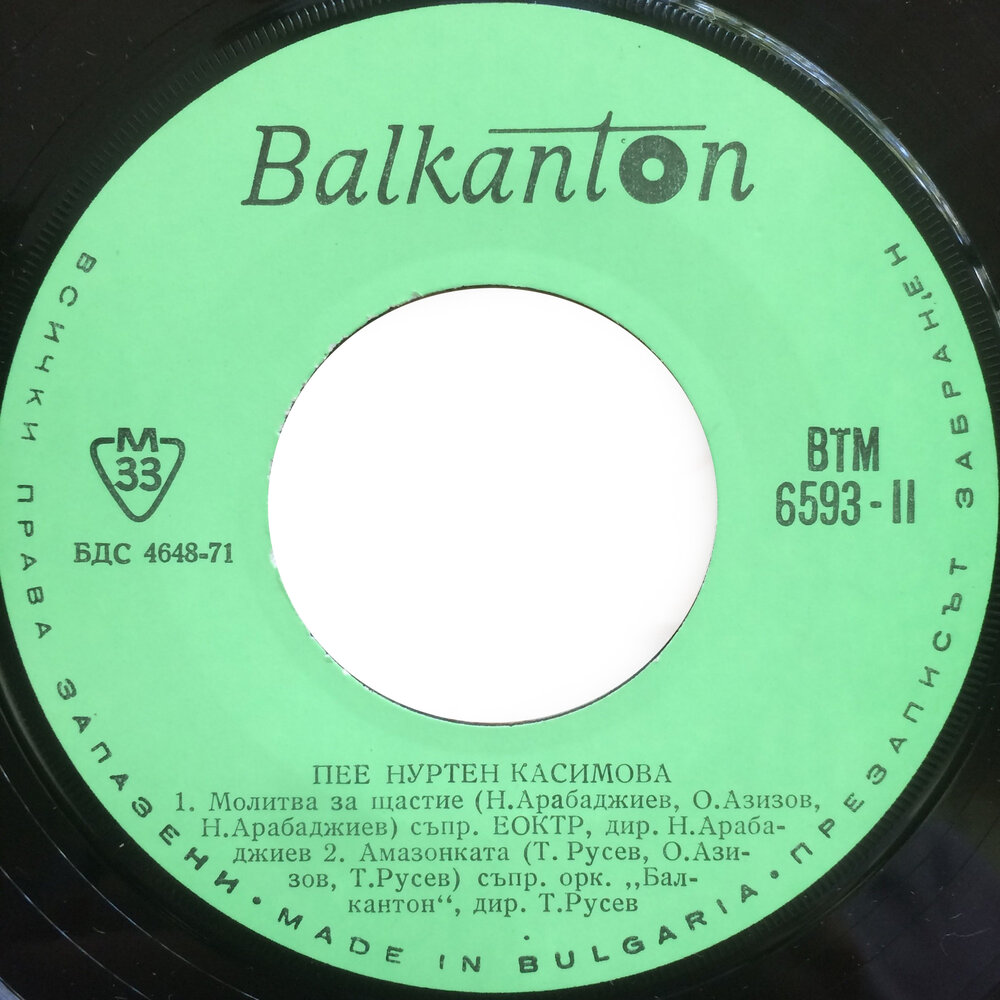 Balkanton
ВСИЧКИ ПРАВА ЗАПАЗЕНИ · MADE IN BULGARIA · ПРЕЗАПИСЪТ ЗАБРАНЕН
М
33
БДС 4648-71
ВТМ
6593-II
ПЕЕ НУРТЕН КАСИМОВА
1. Молитва за щастие (Н.Арабаджиев, О.Азизов,
Н.Арабаджиев) съпр. ЕОКТР, дир. Н.Араба-
джиев 2. Амазонката (Т. Русев, О.Ази-
зов, Т.Русев) съпр. орк. „Бал-
кантон“, дир. Т.Русев